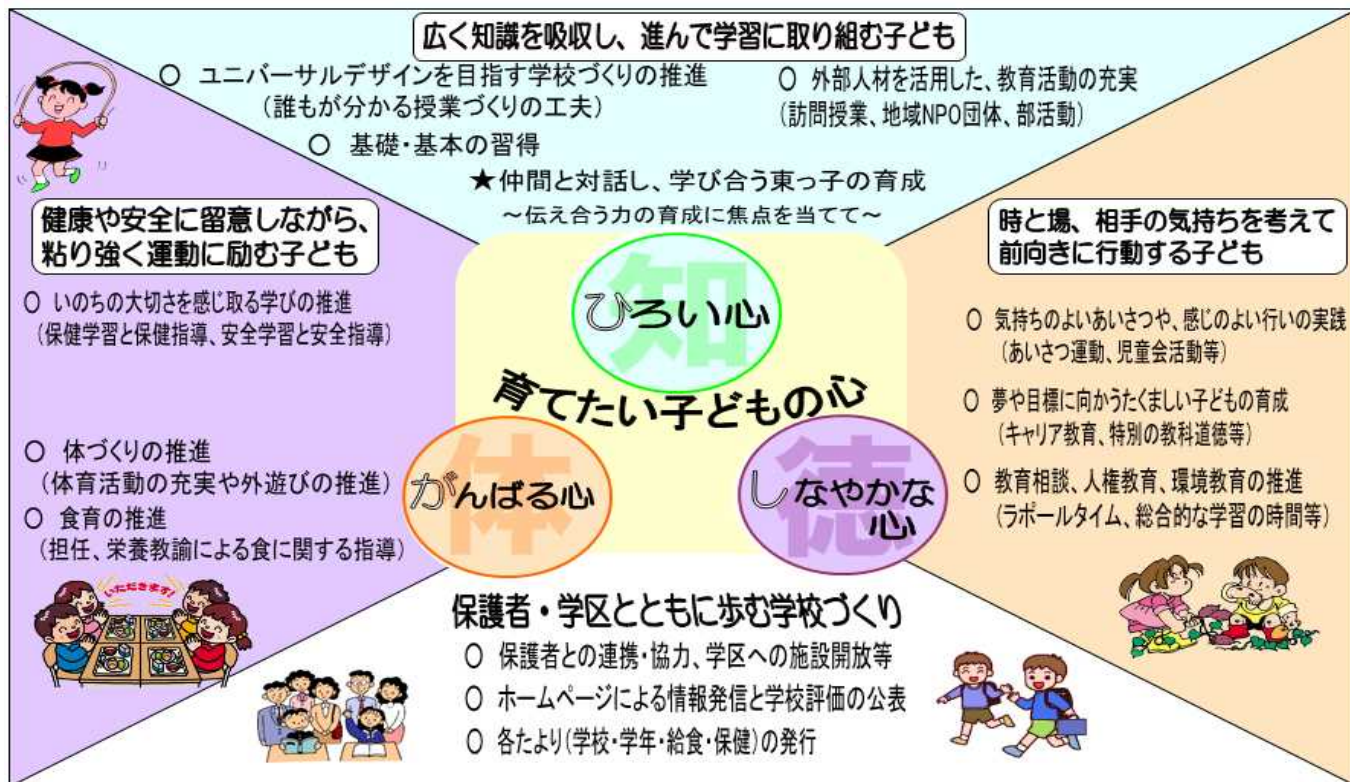 広く知識を吸収し、進んで学習に取り組む子ども
○ ユニバーサルデザインを目指す学校づくりの推進
(誰もが分かる授業づくりの工夫)
○ 基礎・基本の習得
○ 外部人材を活用した、教育活動の充実
(訪問授業、地域NPO団体、部活動)
★仲間と対話し、学び合う東っ子の育成
～伝え合う力の育成に焦点を当てて～
健康や安全に留意しながら、
粘り強く運動に励む子ども
○ いのちの大切さを感じ取る学びの推進
(保健学習と保健指導、安全学習と安全指導)
○ 体づくりの推進
(体育活動の充実や外遊びの推進)
○ 食育の推進
(担任、栄養教諭による食に関する指導)
いただきます!
知
ひろい心
育てたい子どもの心
体
がんばる心
徳
しなやかな
心
時と場、相手の気持ちを考えて
前向きに行動する子ども
○ 気持ちのよいあいさつや、感じのよい行いの実践
(あいさつ運動、児童会活動等)
○ 夢や目標に向かうたくましい子どもの育成
(キャリア教育、特別の教科道徳等)
○ 教育相談、人権教育、環境教育の推進
(ラポールタイム、総合的な学習の時間等)
保護者・学区とともに歩む学校づくり
○ 保護者との連携・協力、学区への施設開放等
○ ホームページによる情報発信と学校評価の公表
○ 各たより(学校・学年・給食・保健)の発行